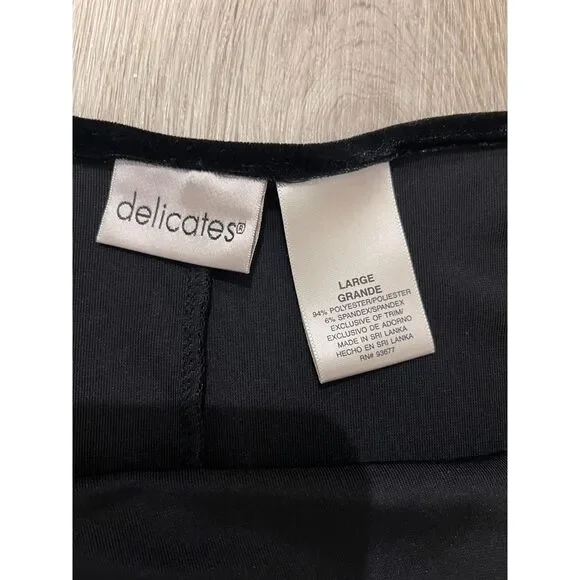 delicates®
LARGE
GRANDE
94% POLYESTER/POLIESTER
6% SPANDEX/SPANDEX
EXCLUSIVE OF TRIM/
EXCLUSIVO DE ADORNO
MADE IN SRI LANKA
HECHO EN SRI LANKA
RN# 93677